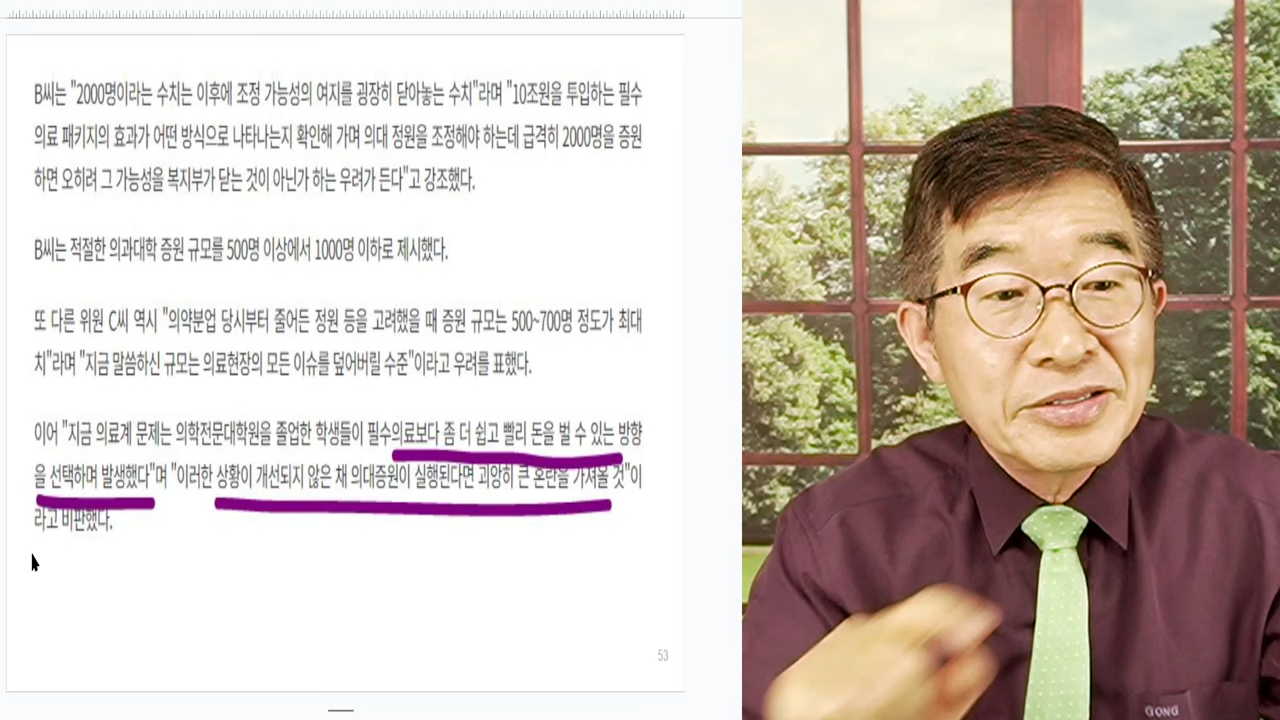 B씨는 "2000명이라는 수치는 이후에 조정 가능성의 여지를 굉장히 닫아놓는 수치"라며 "10조원을 투입하는 필수
의료 패키지의 효과가 어떤 방식으로 나타나는지 확인해 가며 의대 정원을 조정해야 하는데 급격히 2000명을 증원
하면 오히려 그 가능성을 복지부가 닫는 것이 아닌가 하는 우려가 든다"고 강조했다.
B씨는 적절한 의과대학 증원 규모를 500명 이상에서 1000명 이하로 제시했다.
또 다른 위원 C씨 역시 "의약분업 당시부터 줄어든 정원 등을 고려했을 때 증원 규모는 500~700명 정도가 최대
치"라며 "지금 말씀하신 규모는 의료현장의 모든 이슈를 덮어버릴 수준"이라고 우려를 표했다.
이어 "지금 의료계 문제는 의학전문대학원을 졸업한 학생들이 필수의료보다 좀 더 쉽고 빨리 돈을 벌 수 있는 방향
을 선택하며 발생했다"며 "이러한 상황이 개선되지 않은 채 의대증원이 실행된다면 굉장히 큰 혼란을 가져올 것"이
라고 비판했다.
53
GONG